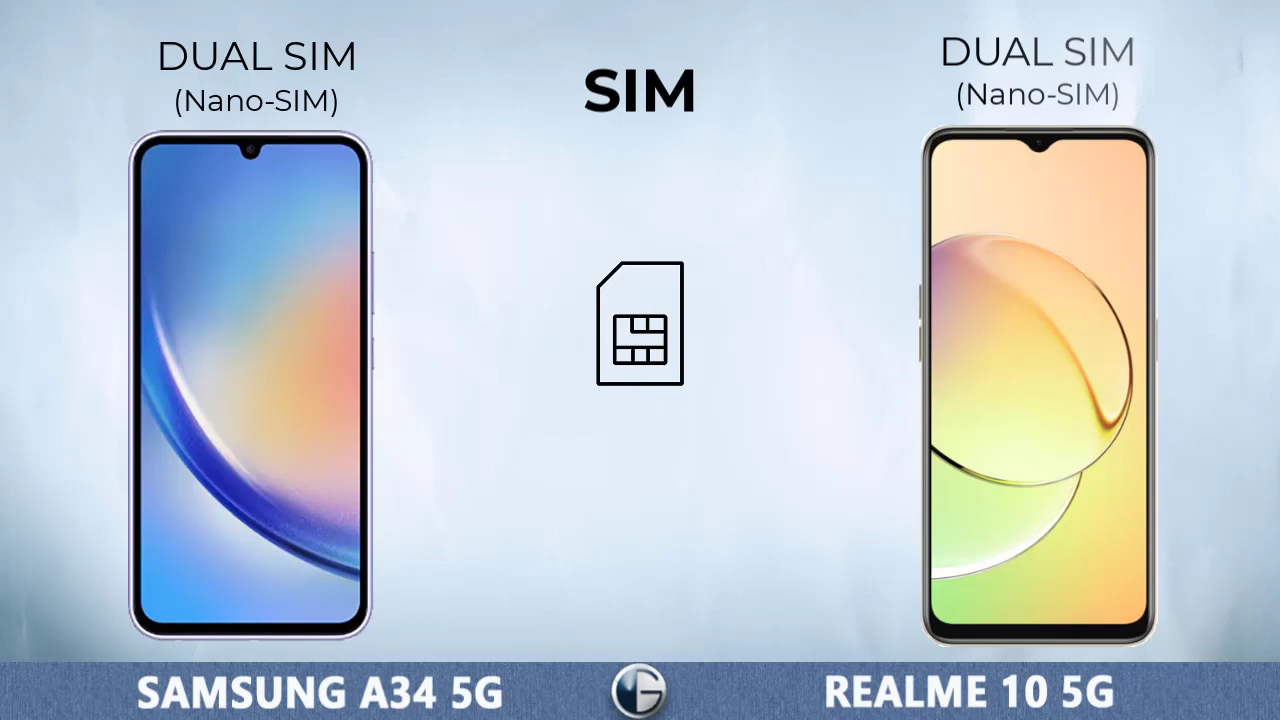 DUAL SIM
(Nano-SIM)
SIM
DUAL SIM
(Nano-SIM)
SAMSUNG A34 5G
G
REALME 10 5G